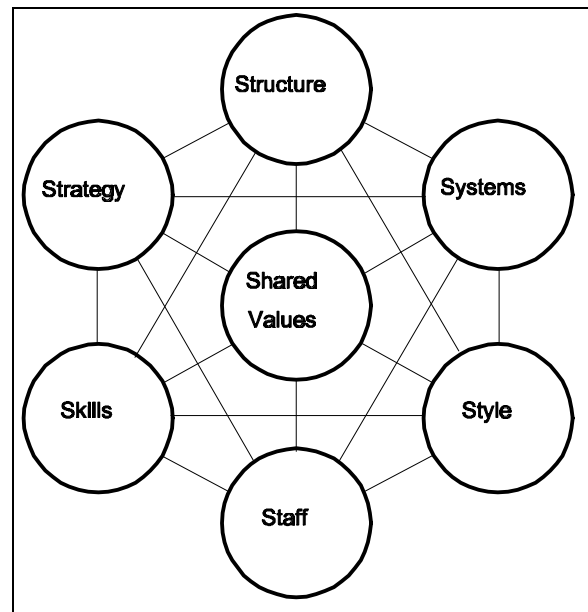 Structure
Strategy
Systems
Shared
Values
Skills
Style
Staff